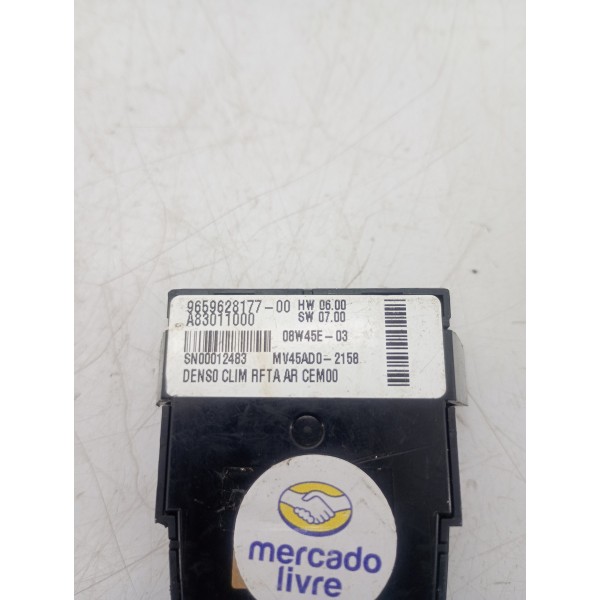 9659628177-00 HW 06.00
A83011000 SW 07.00
08W45E-03
SN00012483 MV45AD0-2158
DENSO CLIM RFTA AR CEM00
mercado
livre